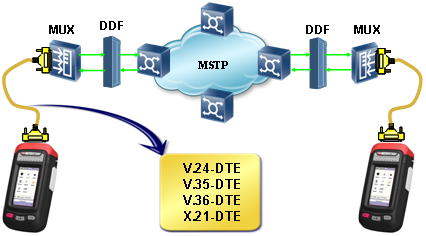 MUX
DDF
DDF
MUX
MSTP
V.24-DTE
V.35-DTE
V.36-DTE
X.21-DTE